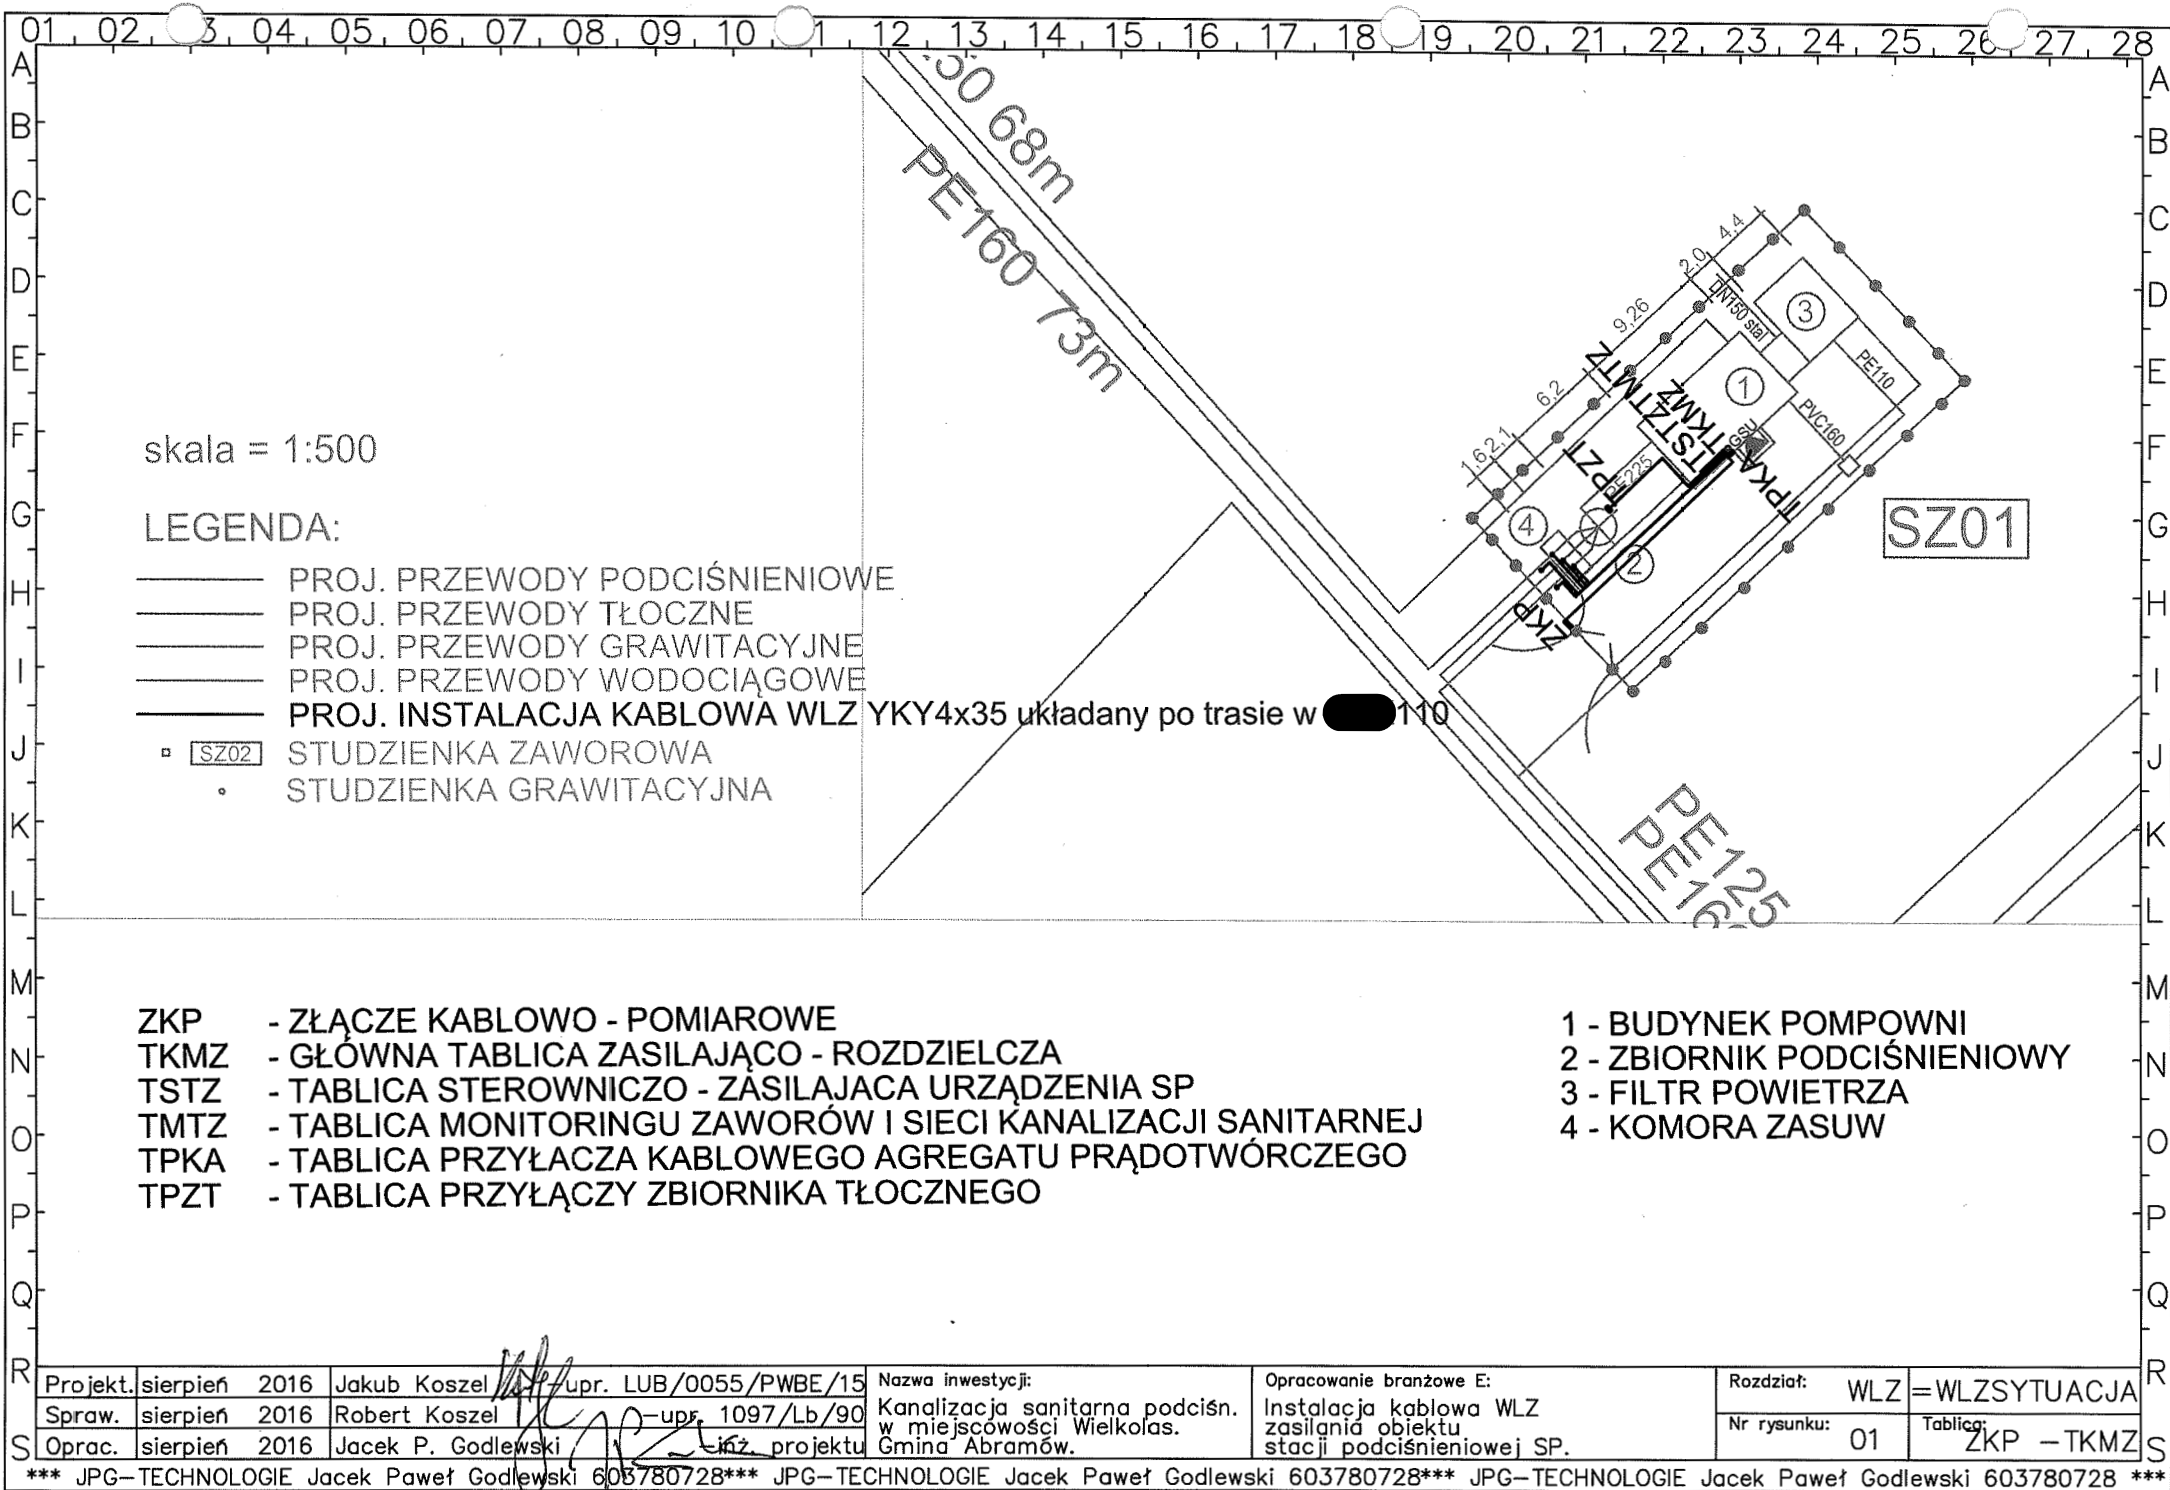 01 02 3 04 05 06 07 08 09 10 1 12 13 14 15 16 17 18 19 20 21 22 23 24 25 26 27 28
A A
B B
C C
D D
E E
F F
G G
H H
I I
J J
K K
L L
M M
N N
O O
P P
Q Q
R R
S S
50 68m
PE160 73m
4,4
2,0
9,26
6,2
2,1
1,6
DN150 stal
3
PE110
1
PVC160
TMTZ
TSTZ
TKMZ
GSU
TPKA
TPZT
PE225
4
2
ZKP
SZ01
PE125
PE160
skala = 1:500
LEGENDA:
PROJ. PRZEWODY PODCIŚNIENIOWE
PROJ. PRZEWODY TŁOCZNE
PROJ. PRZEWODY GRAWITACYJNE
PROJ. PRZEWODY WODOCIĄGOWE
PROJ. INSTALACJA KABLOWA WLZ YKY4x35 układany po trasie w 110
SZ02 STUDZIENKA ZAWOROWA
STUDZIENKA GRAWITACYJNA
ZKP - ZŁĄCZE KABLOWO - POMIAROWE
TKMZ - GŁÓWNA TABLICA ZASILAJĄCO - ROZDZIELCZA
TSTZ - TABLICA STEROWNICZO - ZASILAJACA URZĄDZENIA SP
TMTZ - TABLICA MONITORINGU ZAWORÓW I SIECI KANALIZACJI SANITARNEJ
TPKA - TABLICA PRZYŁACZA KABLOWEGO AGREGATU PRĄDOTWÓRCZEGO
TPZT - TABLICA PRZYŁĄCZY ZBIORNIKA TŁOCZNEGO
1 - BUDYNEK POMPOWNI
2 - ZBIORNIK PODCIŚNIENIOWY
3 - FILTR POWIETRZA
4 - KOMORA ZASUW
Projekt. sierpień 2016 Jakub Koszel upr. LUB/0055/PWBE/15
Spraw. sierpień 2016 Robert Koszel upr. 1097/Lb/90
Oprac. sierpień 2016 Jacek P. Godlewski inż. projektu
Nazwa inwestycji:
Kanalizacja sanitarna podciśn.
w miejscowości Wielkolas.
Gmina Abramów.
Opracowanie branżowe E:
Instalacja kablowa WLZ
zasilania obiektu
stacji podciśnieniowej SP.
Rozdział: WLZ =WLZSYTUACJA
Nr rysunku: 01 Tablica: ZKP -TKMZ
*** JPG-TECHNOLOGIE Jacek Paweł Godlewski 603780728*** JPG-TECHNOLOGIE Jacek Paweł Godlewski 603780728*** JPG-TECHNOLOGIE Jacek Paweł Godlewski 603780728 ***